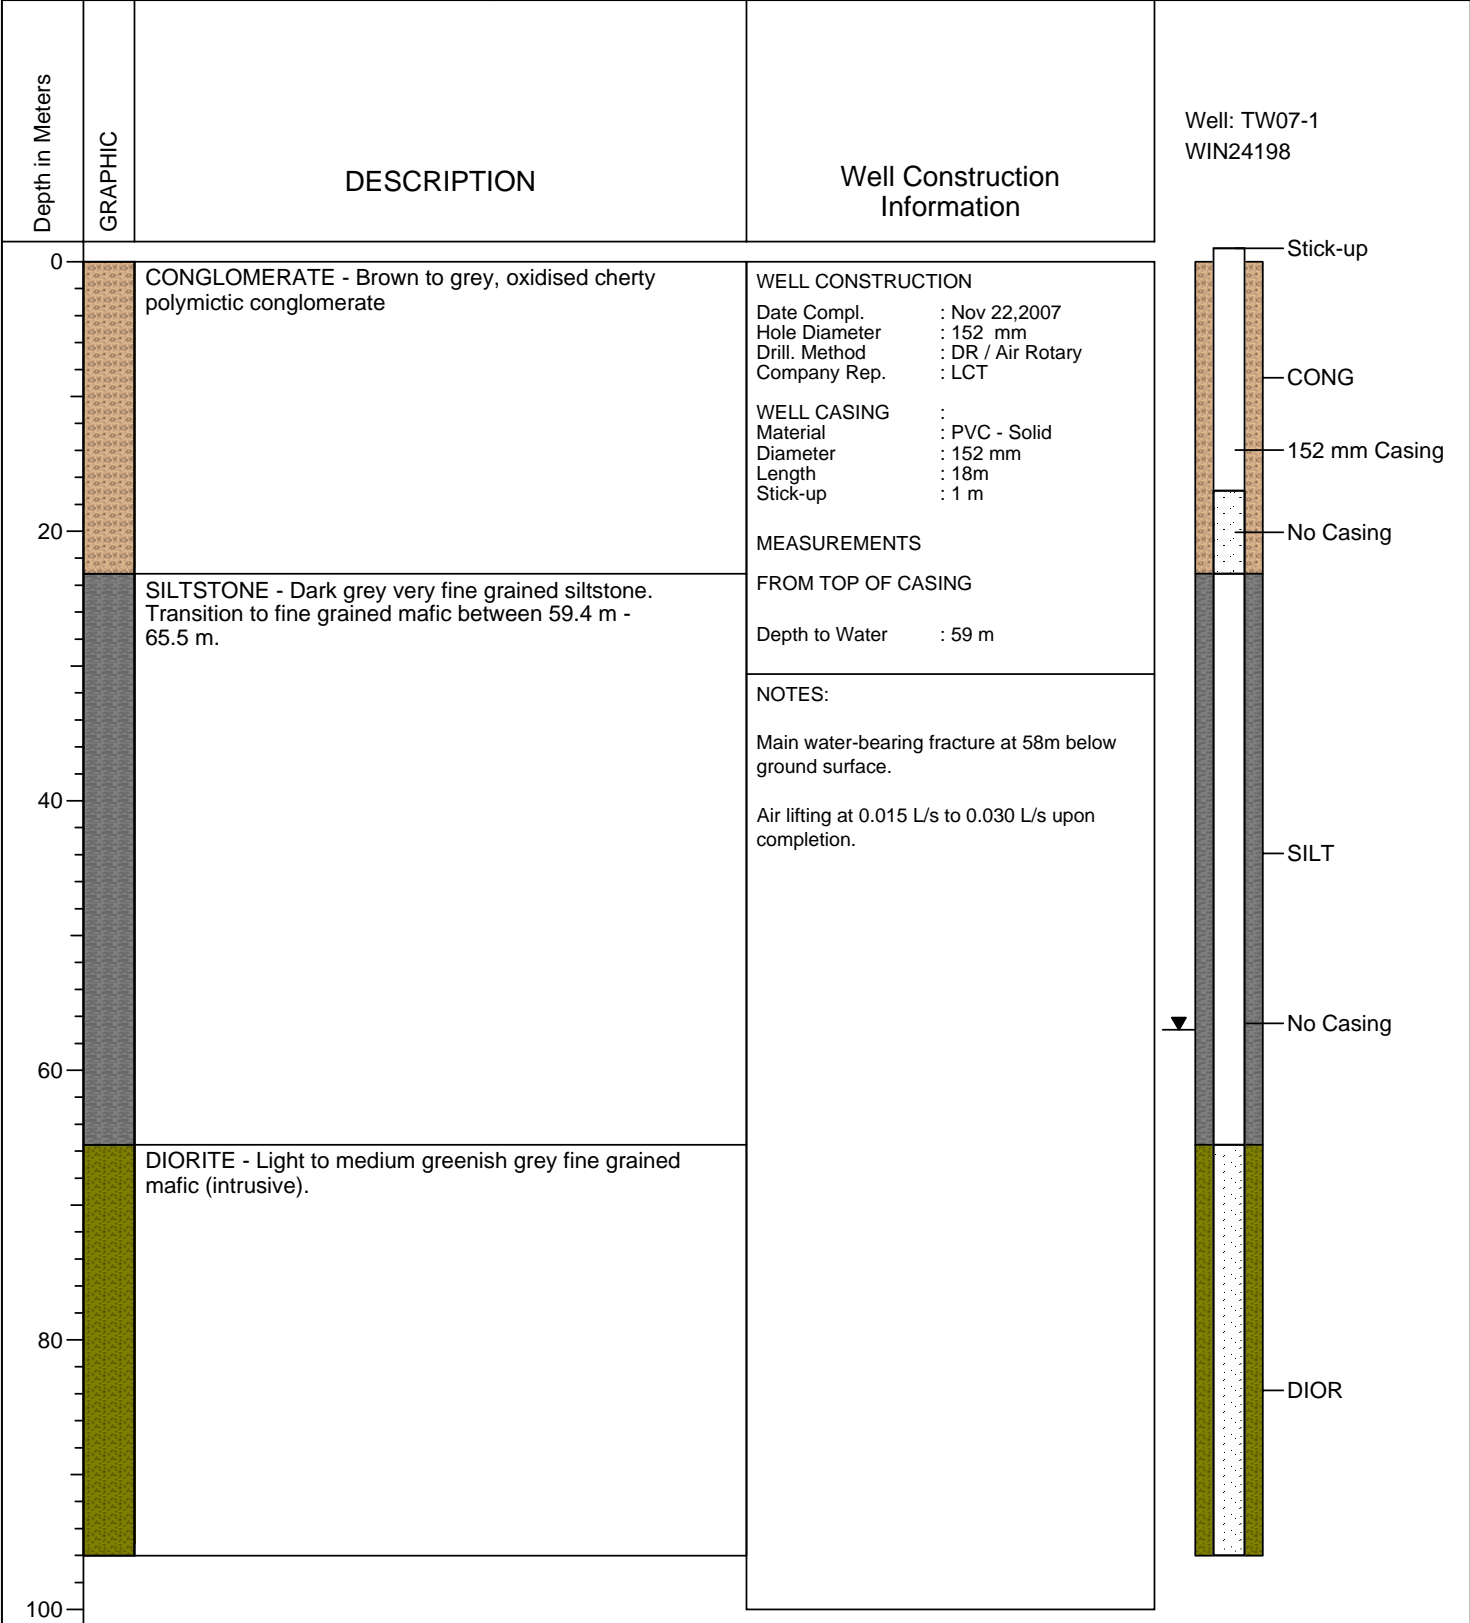 Depth in Meters
GRAPHIC
DESCRIPTION
Well Construction
Information
Well: TW07-1
WIN24198
0
20
40
60
80
100
CONGLOMERATE - Brown to grey, oxidised cherty
polymictic conglomerate
SILTSTONE - Dark grey very fine grained siltstone.
Transition to fine grained mafic between 59.4 m -
65.5 m.
DIORITE - Light to medium greenish grey fine grained
mafic (intrusive).
WELL CONSTRUCTION
Date Compl. : Nov 22,2007
Hole Diameter : 152 mm
Drill. Method : DR / Air Rotary
Company Rep. : LCT
WELL CASING :
Material : PVC - Solid
Diameter : 152 mm
Length : 18m
Stick-up : 1 m
MEASUREMENTS
FROM TOP OF CASING
Depth to Water : 59 m
NOTES:
Main water-bearing fracture at 58m below
ground surface.
Air lifting at 0.015 L/s to 0.030 L/s upon
completion.
Stick-up
CONG
152 mm Casing
No Casing
SILT
No Casing
DIOR